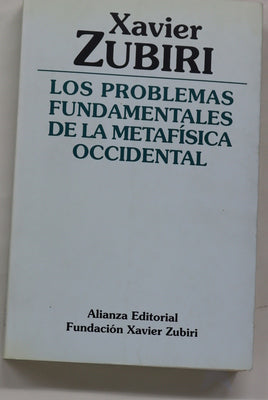 Xavier
ZUBIRI
LOS PROBLEMAS
FUNDAMENTALES
DE LA METAFÍSICA
OCCIDENTAL
Alianza Editorial
Fundación Xavier Zubiri